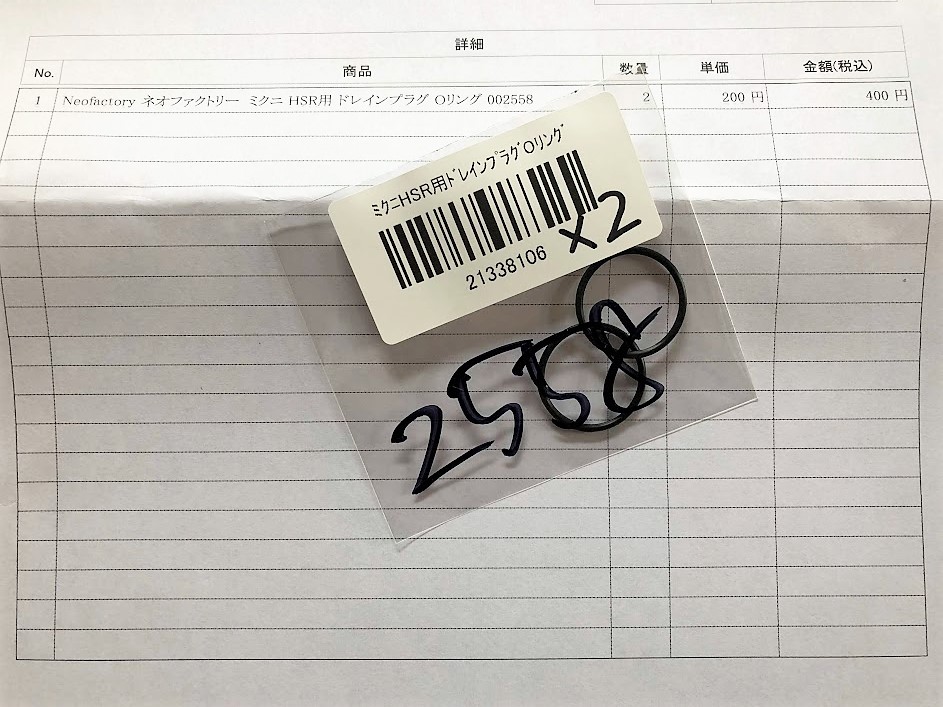 詳細
No. 商品 数量 単価 金額(税込)
1 Neofactory ネオファクトリー ミクニ HSR用 ドレインプラグ Oリング 002558 2 200 円 400 円
ミクニHSR用ドレインプラグOリング
21338106
×2
2558